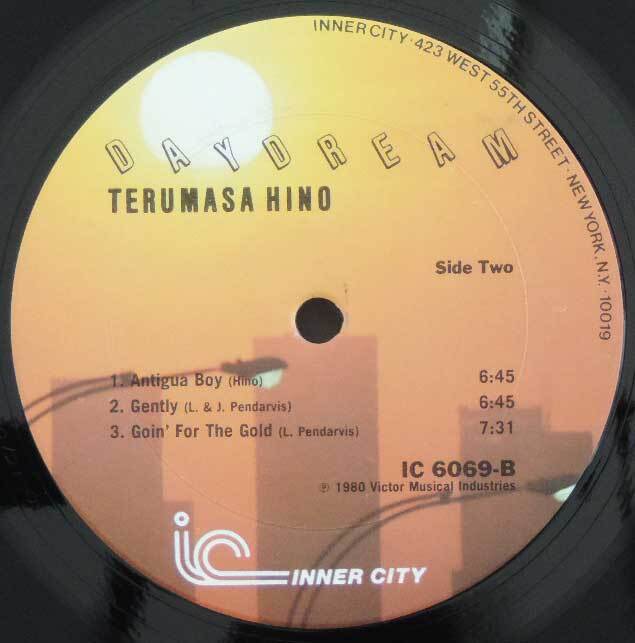 INNER CITY · 423 WEST 55TH STREET · NEW YORK, N.Y. 10019
DAYDREAM
TERUMASA HINO
Side Two
1. Antigua Boy (Hino) 6:45
2. Gently (L. & J. Pendarvis) 6:45
3. Goin' For The Gold (L. Pendarvis) 7:31
IC 6069-B
℗ 1980 Victor Musical Industries
ic INNER CITY